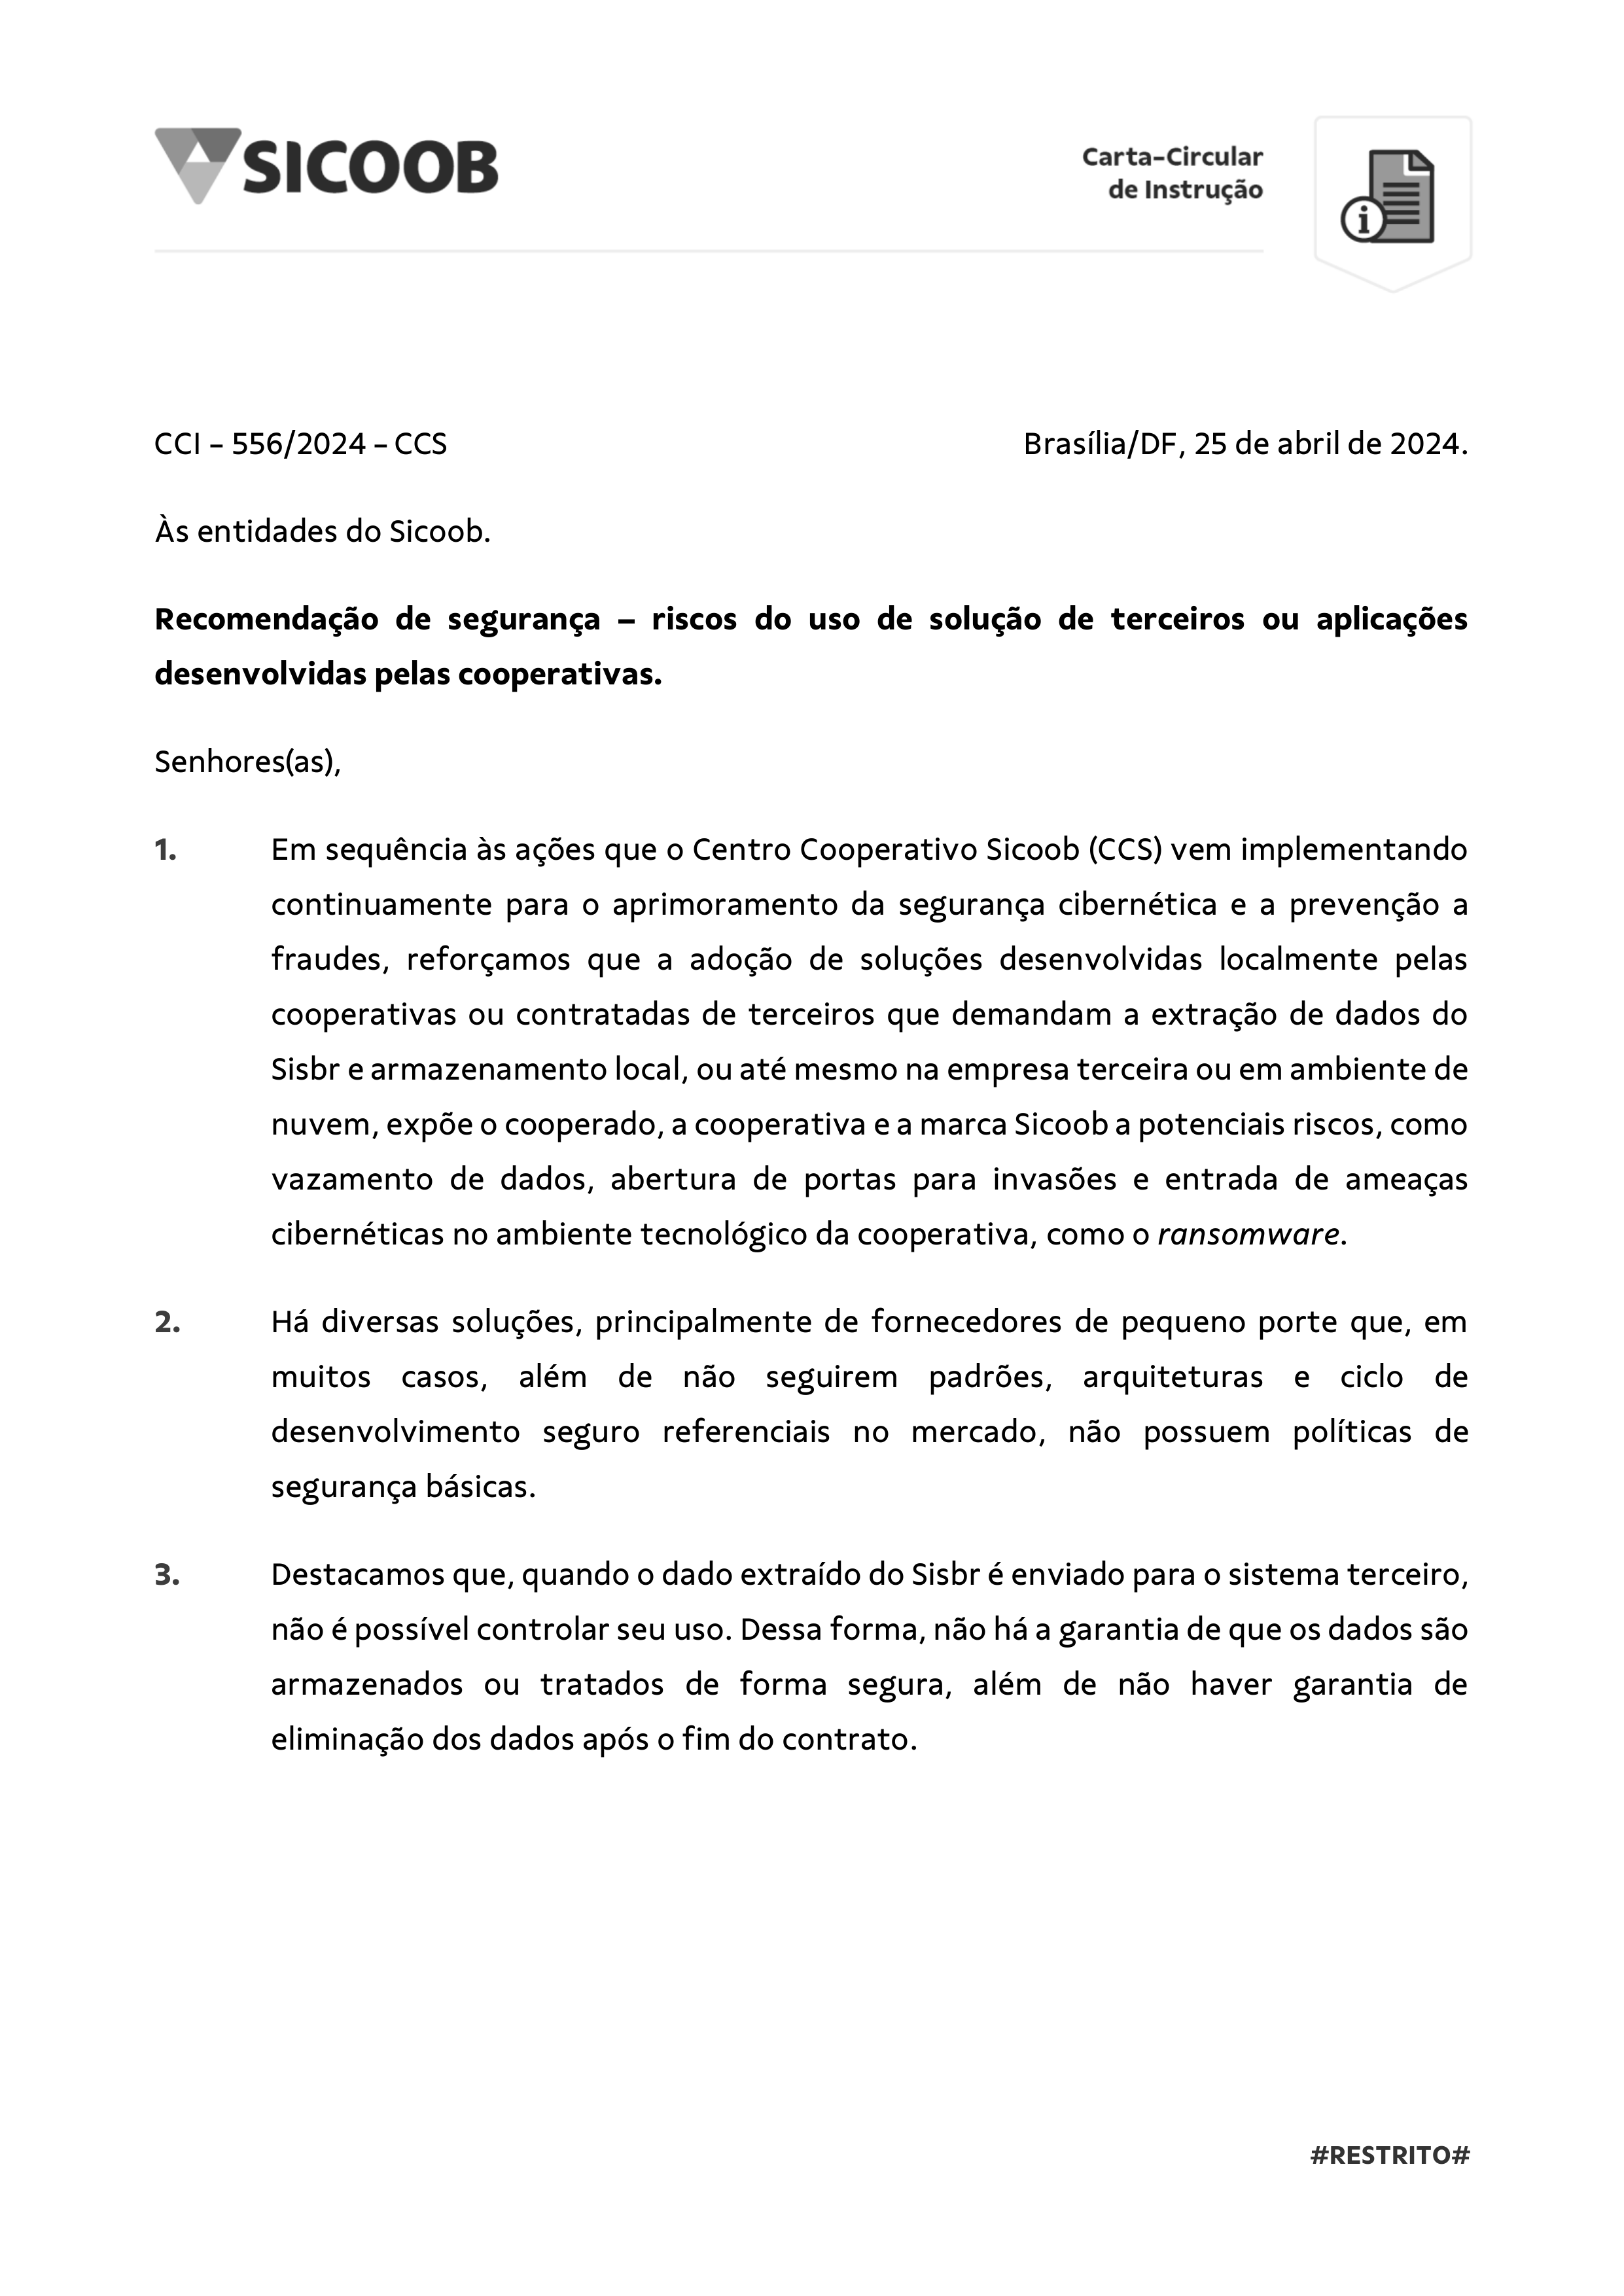 SICOOB
Carta-Circular
de Instrução
i
CCI – 556/2024 – CCS Brasília/DF, 25 de abril de 2024.
Às entidades do Sicoob.
Recomendação de segurança – riscos do uso de solução de terceiros ou aplicações
desenvolvidas pelas cooperativas.
Senhores(as),
1. Em sequência às ações que o Centro Cooperativo Sicoob (CCS) vem implementando
continuamente para o aprimoramento da segurança cibernética e a prevenção a
fraudes, reforçamos que a adoção de soluções desenvolvidas localmente pelas
cooperativas ou contratadas de terceiros que demandam a extração de dados do
Sisbr e armazenamento local, ou até mesmo na empresa terceira ou em ambiente de
nuvem, expõe o cooperado, a cooperativa e a marca Sicoob a potenciais riscos, como
vazamento de dados, abertura de portas para invasões e entrada de ameaças
cibernéticas no ambiente tecnológico da cooperativa, como o ransomware.
2. Há diversas soluções, principalmente de fornecedores de pequeno porte que, em
muitos casos, além de não seguirem padrões, arquiteturas e ciclo de
desenvolvimento seguro referenciais no mercado, não possuem políticas de
segurança básicas.
3. Destacamos que, quando o dado extraído do Sisbr é enviado para o sistema terceiro,
não é possível controlar seu uso. Dessa forma, não há a garantia de que os dados são
armazenados ou tratados de forma segura, além de não haver garantia de
eliminação dos dados após o fim do contrato.
#RESTRITO#